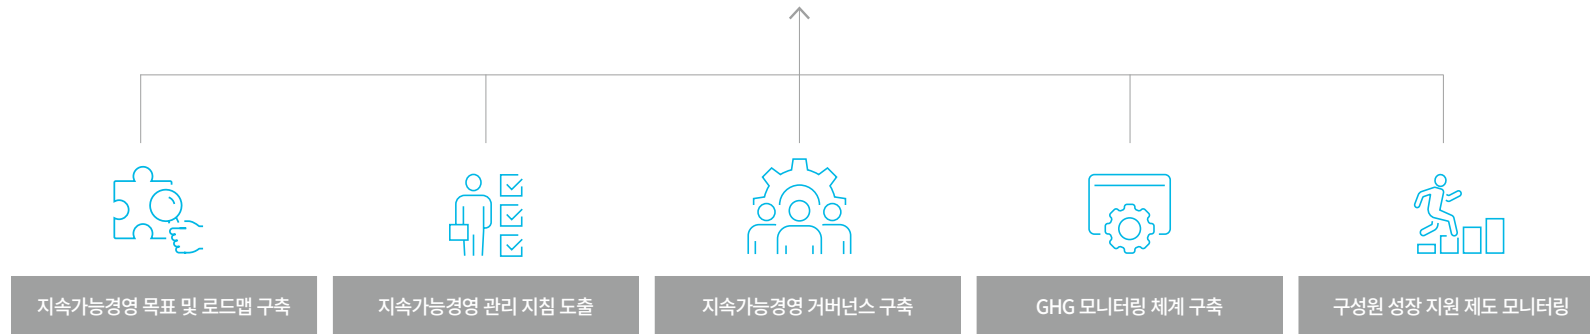 지속가능경영 목표 및 로드맵 구축
지속가능경영 관리 지침 도출
지속가능경영 거버넌스 구축
GHG 모니터링 체계 구축
구성원 성장 지원 제도 모니터링